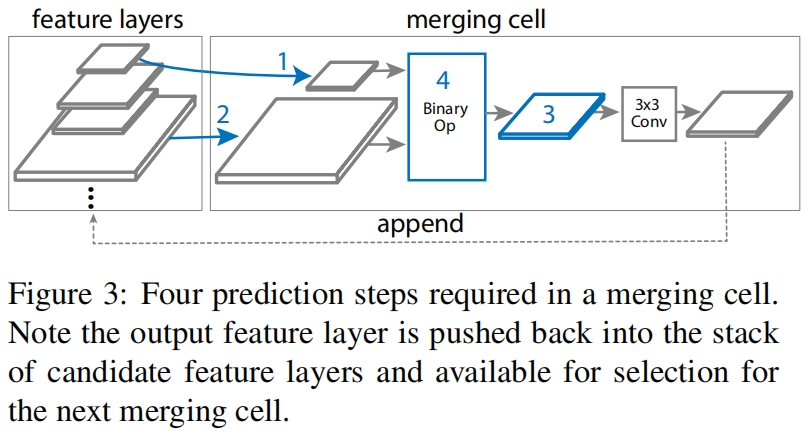 feature layers
merging cell
1
2
4
Binary
Op
3
3x3
Conv
append
Figure 3: Four prediction steps required in a merging cell.
Note the output feature layer is pushed back into the stack
of candidate feature layers and available for selection for
the next merging cell.